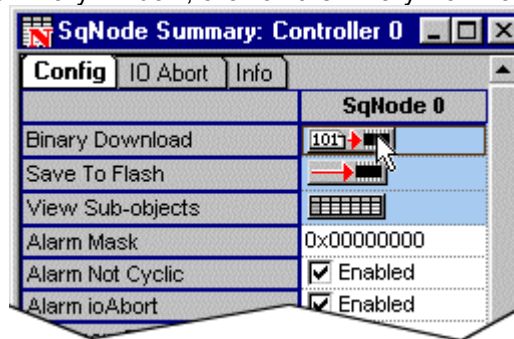 SqNode Summary: Controller 0
Config IO Abort Info
SqNode 0
Binary Download 101
Save To Flash
View Sub-objects
Alarm Mask 0x00000000
Alarm Not Cyclic Enabled
Alarm ioAbort Enabled